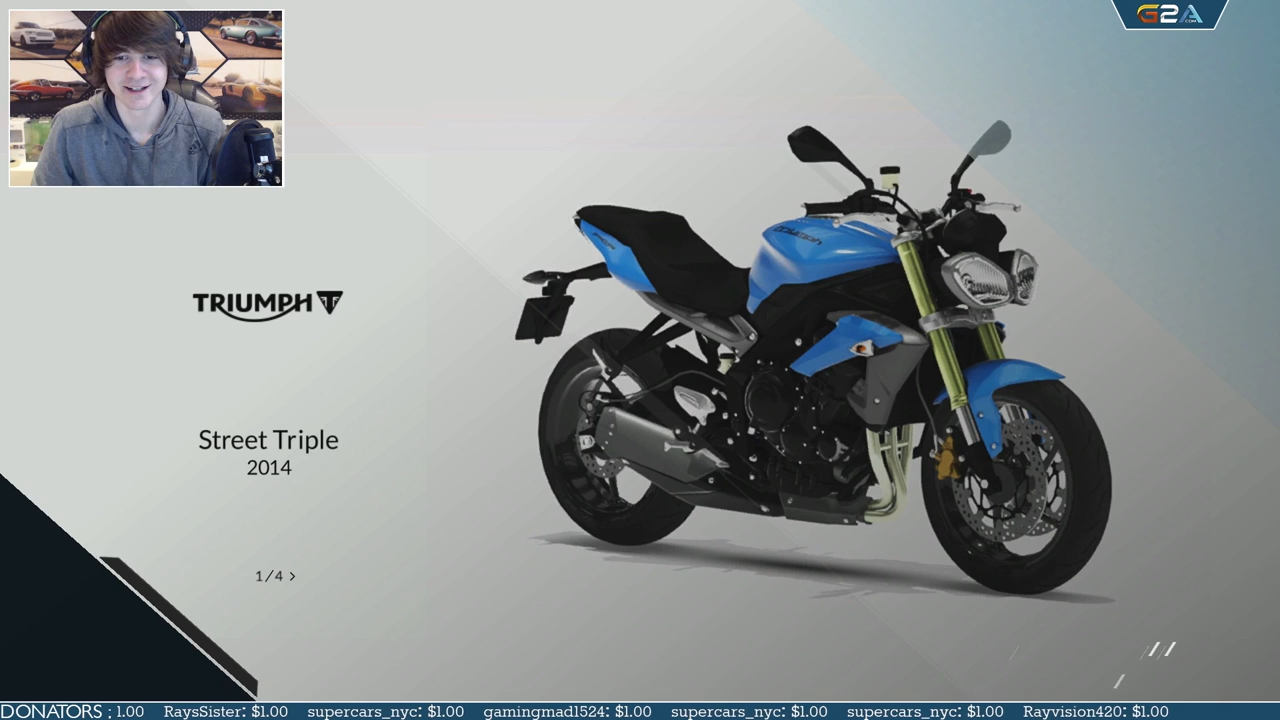 G2A
.COM
TRIUMPH
Street Triple
2014
1/4 >
DONATORS : 1.00 RaysSister: $1.00 supercars_nyc: $1.00 gamingmad1524: $1.00 supercars_nyc: $1.00 supercars_nyc: $1.00 Rayvision420: $1.00